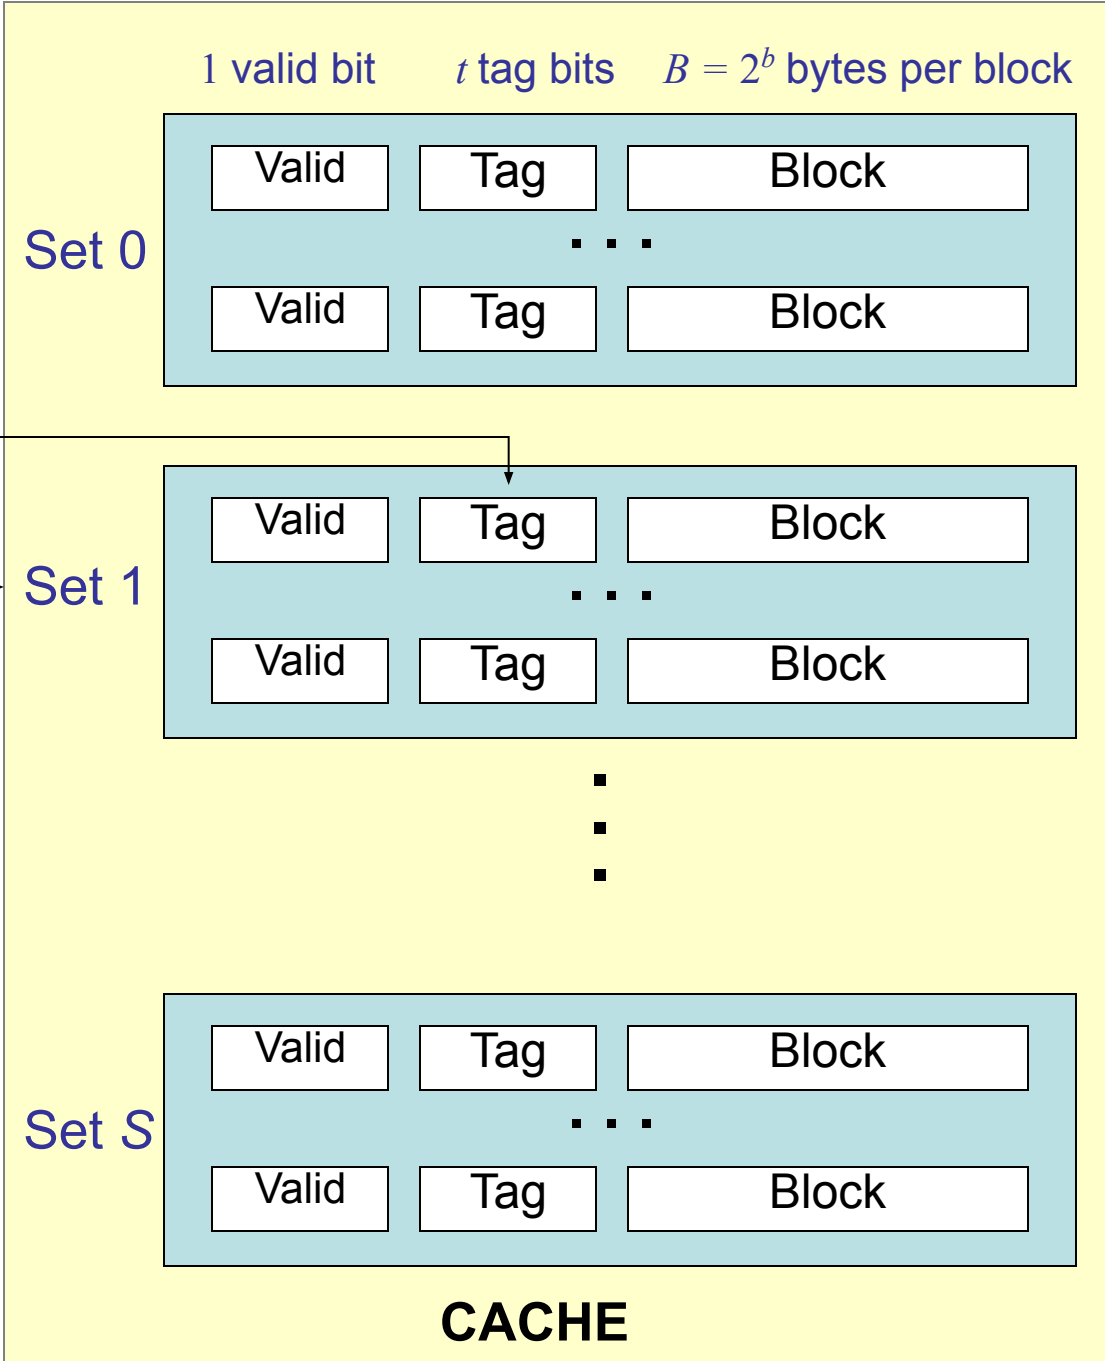 1 valid bit t tag bits B = 2^b bytes per block
Valid Tag Block
Set 0
. . .
Valid Tag Block
Valid Tag Block
Set 1
. . .
Valid Tag Block
.
.
.
Valid Tag Block
Set S
. . .
Valid Tag Block
CACHE